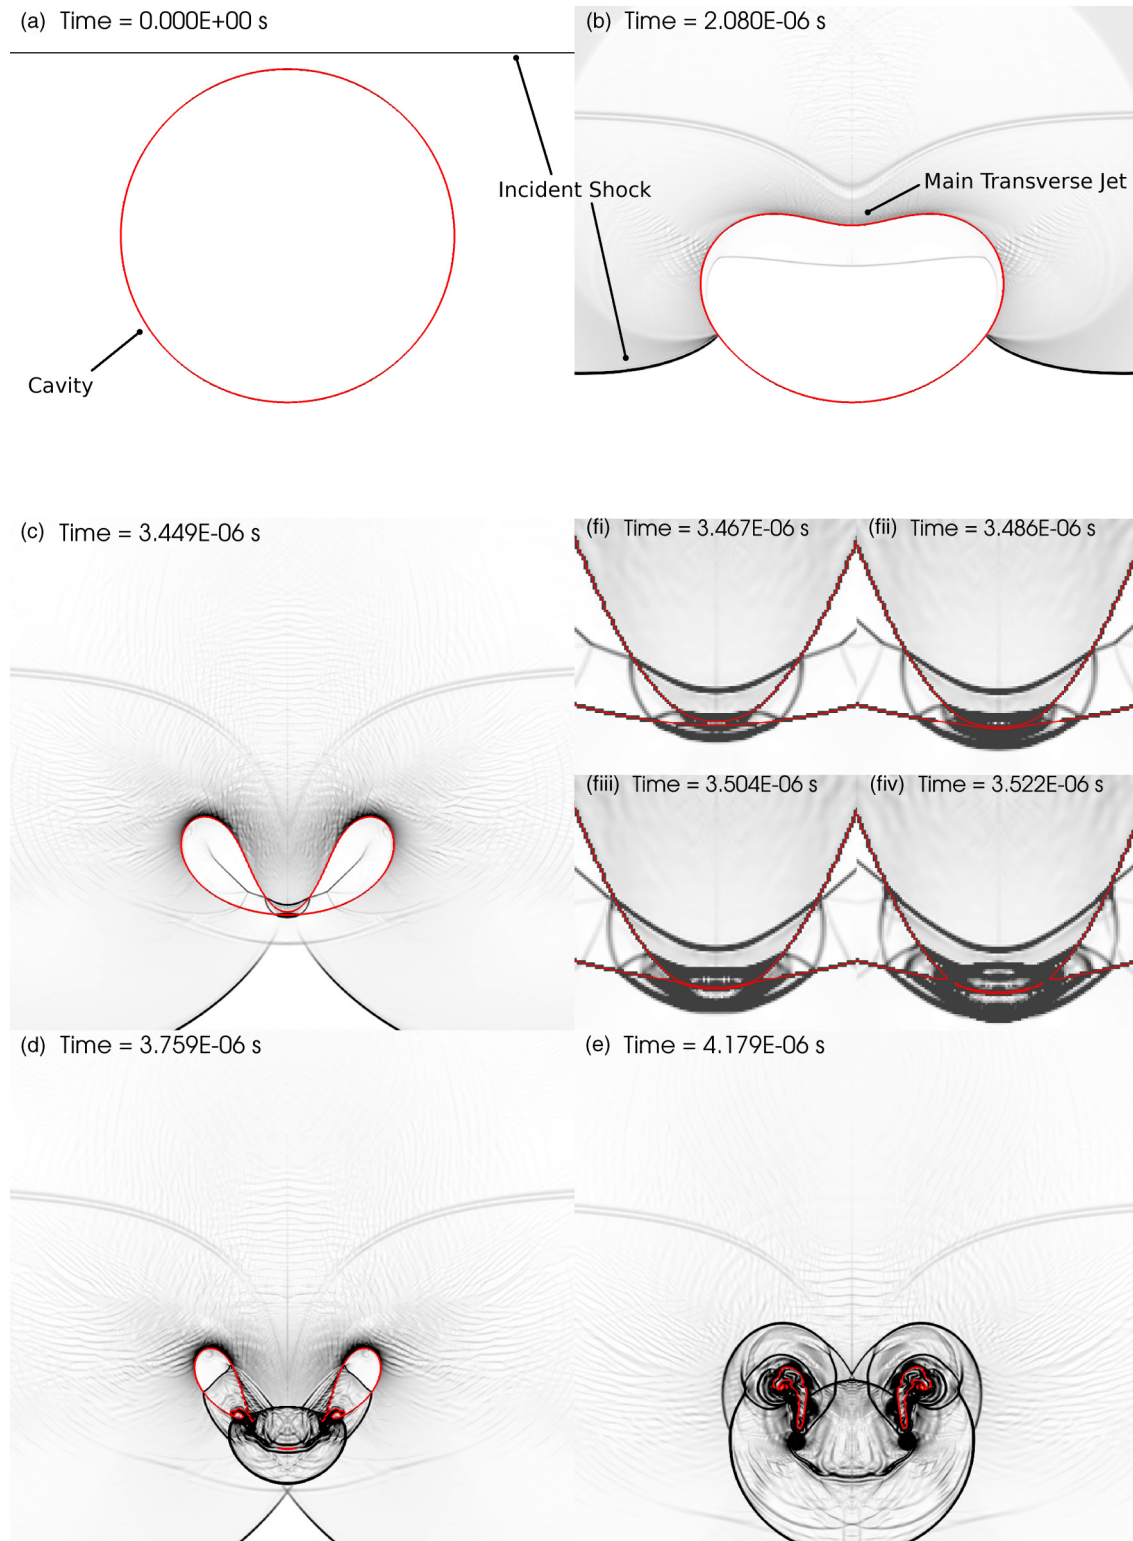 (a) Time = 0.000E+00 s
(b) Time = 2.080E-06 s
Main Transverse Jet
Incident Shock
Cavity
(c) Time = 3.449E-06 s
(fi) Time = 3.467E-06 s
(fii) Time = 3.486E-06 s
(fiii) Time = 3.504E-06 s
(fiv) Time = 3.522E-06 s
(d) Time = 3.759E-06 s
(e) Time = 4.179E-06 s